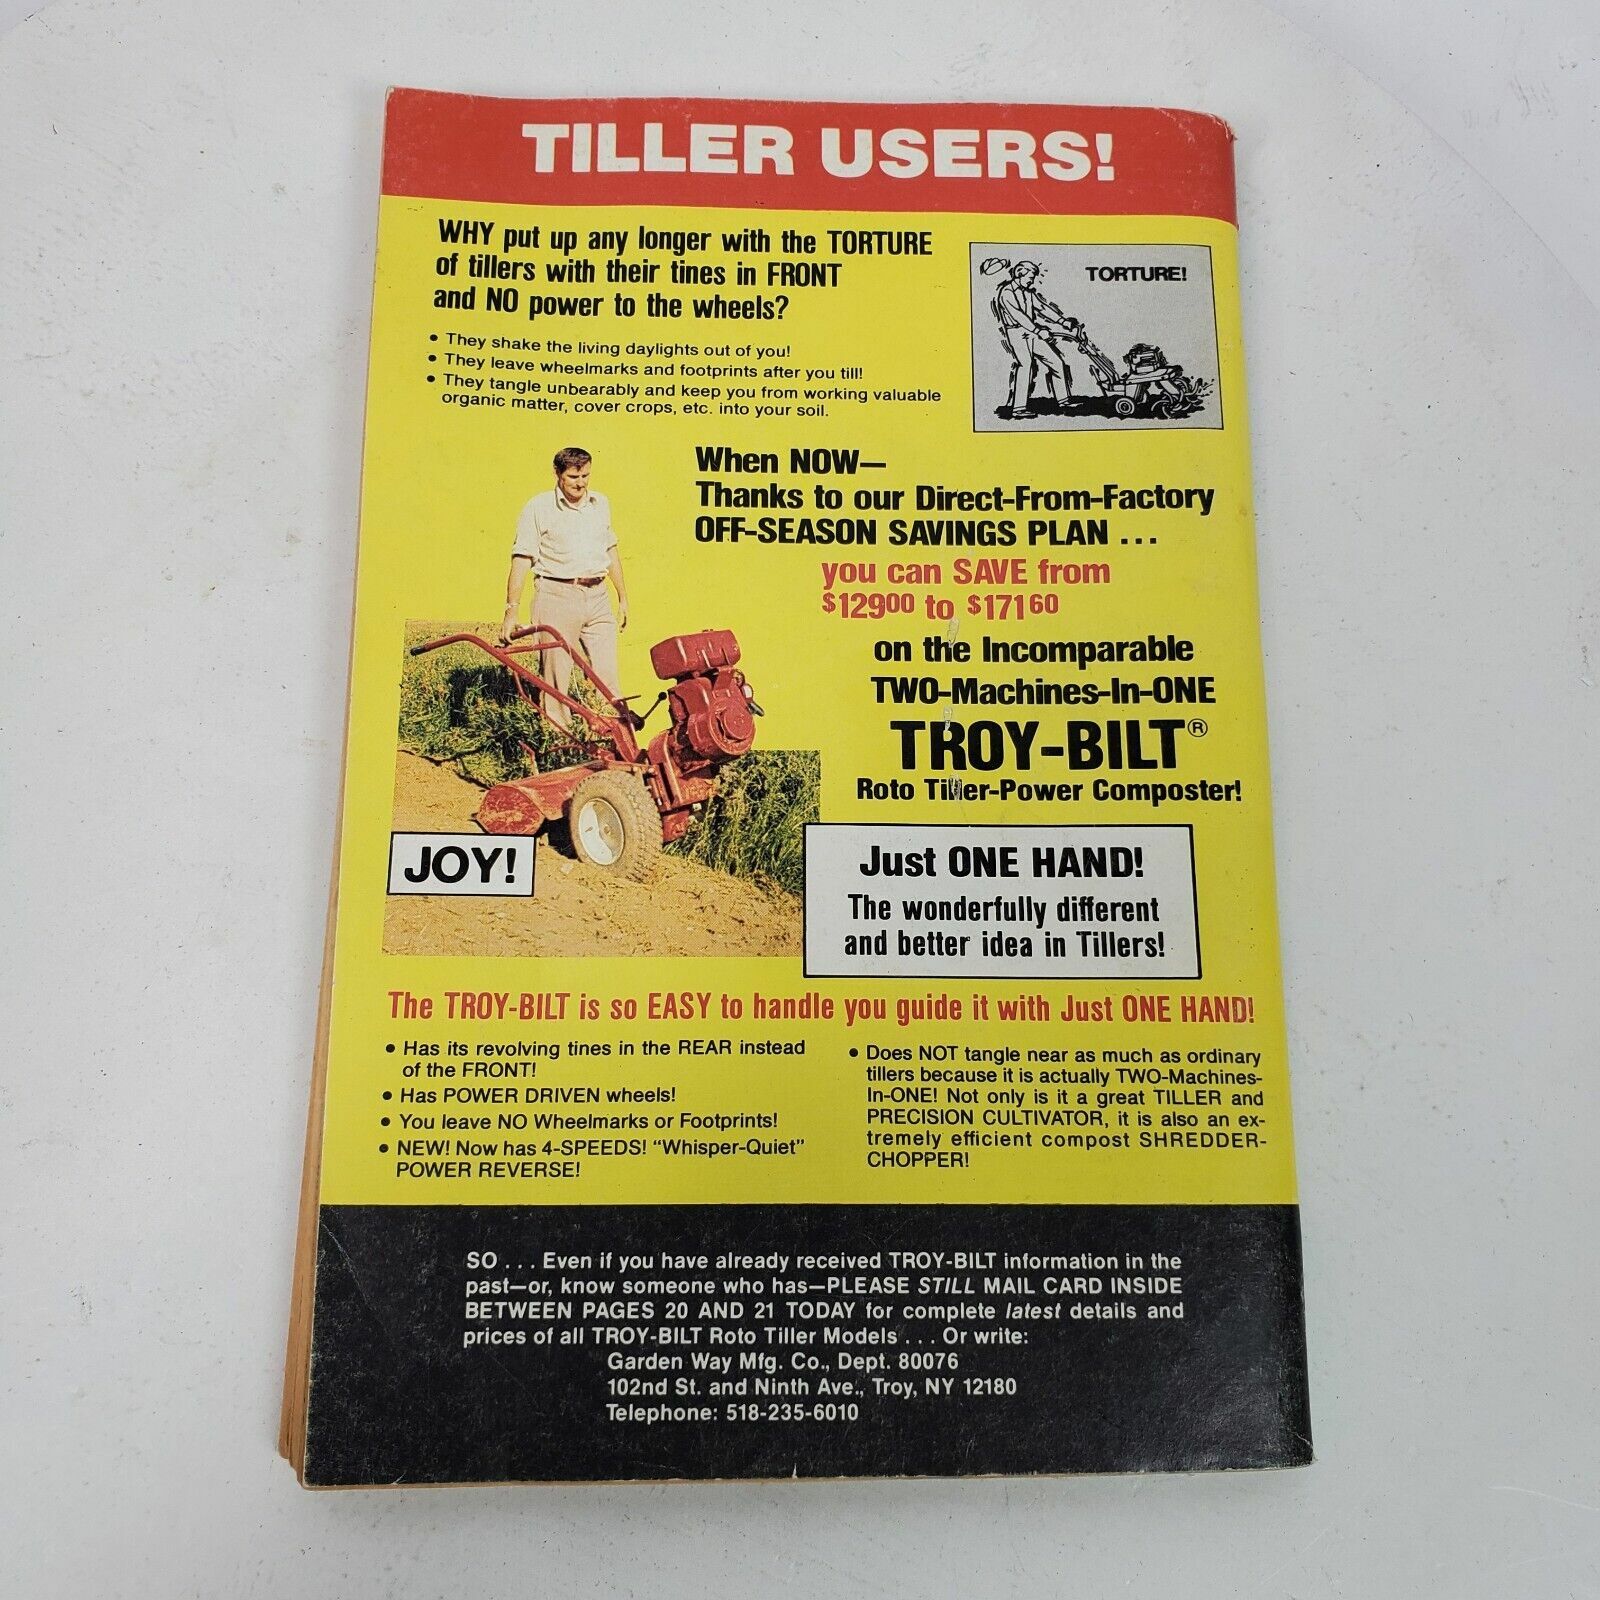 TILLER USERS!
WHY put up any longer with the TORTURE
of tillers with their tines in FRONT
and NO power to the wheels?
• They shake the living daylights out of you!
• They leave wheelmarks and footprints after you till!
• They tangle unbearably and keep you from working valuable
organic matter, cover crops, etc. into your soil.
TORTURE!
When NOW—
Thanks to our Direct-From-Factory
OFF-SEASON SAVINGS PLAN ...
you can SAVE from
$129⁰⁰ to $171⁶⁰
on the Incomparable
TWO-Machines-In-ONE
TROY-BILT®
Roto Tiller-Power Composter!
JOY!
Just ONE HAND!
The wonderfully different
and better idea in Tillers!
The TROY-BILT is so EASY to handle you guide it with Just ONE HAND!
• Has its revolving tines in the REAR instead
of the FRONT!
• Has POWER DRIVEN wheels!
• You leave NO Wheelmarks or Footprints!
• NEW! Now has 4-SPEEDS! "Whisper-Quiet"
POWER REVERSE!
• Does NOT tangle near as much as ordinary
tillers because it is actually TWO-Machines-
In-ONE! Not only is it a great TILLER and
PRECISION CULTIVATOR, it is also an ex-
tremely efficient compost SHREDDER-
CHOPPER!
SO ... Even if you have already received TROY-BILT information in the
past—or, know someone who has—PLEASE STILL MAIL CARD INSIDE
BETWEEN PAGES 20 AND 21 TODAY for complete latest details and
prices of all TROY-BILT Roto Tiller Models ... Or write:
Garden Way Mfg. Co., Dept. 80076
102nd St. and Ninth Ave., Troy, NY 12180
Telephone: 518-235-6010